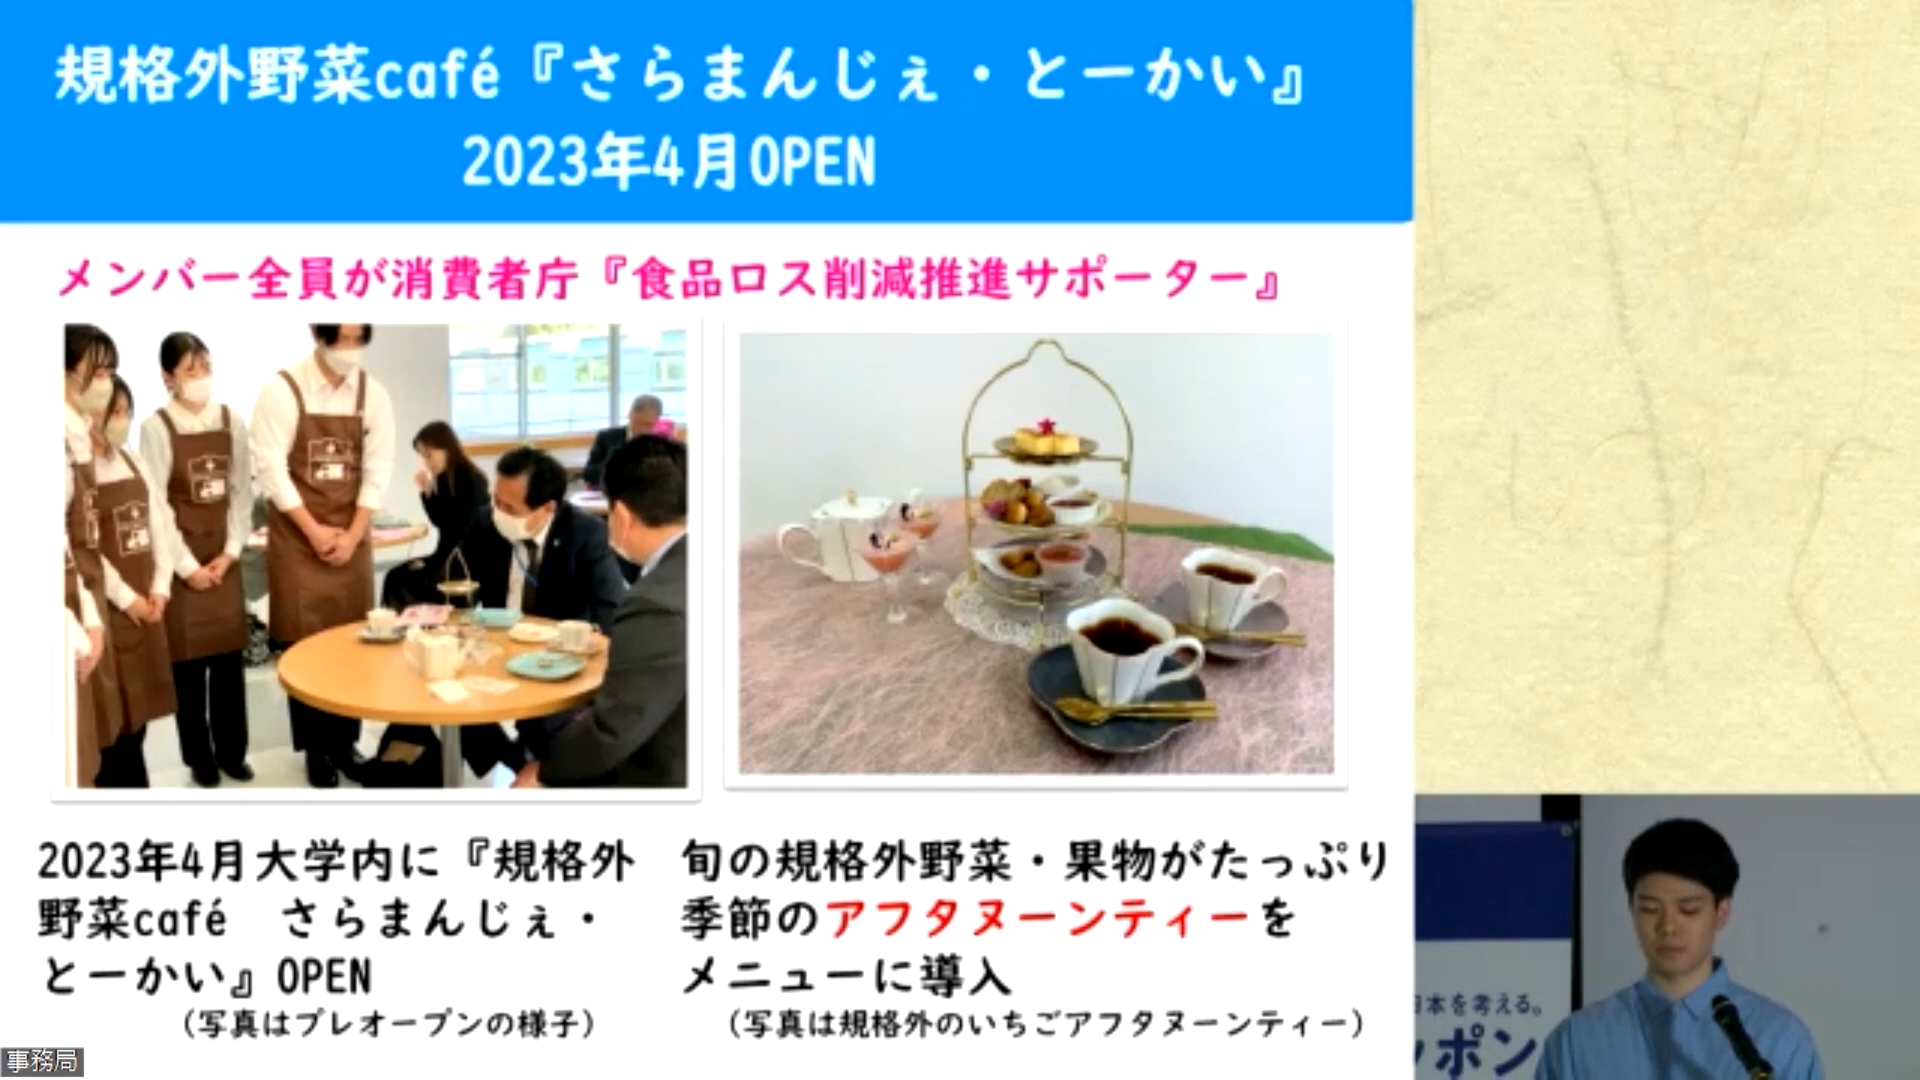 規格外野菜café『さらまんじぇ・とーかい』
2023年4月OPEN
メンバー全員が消費者庁『食品ロス削減推進サポーター』
2023年4月大学内に『規格外
野菜café　さらまんじぇ・
とーかい』OPEN
（写真はプレオープンの様子）
旬の規格外野菜・果物がたっぷり
季節のアフタヌーンティーを
メニューに導入
（写真は規格外のいちごアフタヌーンティー）
本を考える。
ポン
事務局